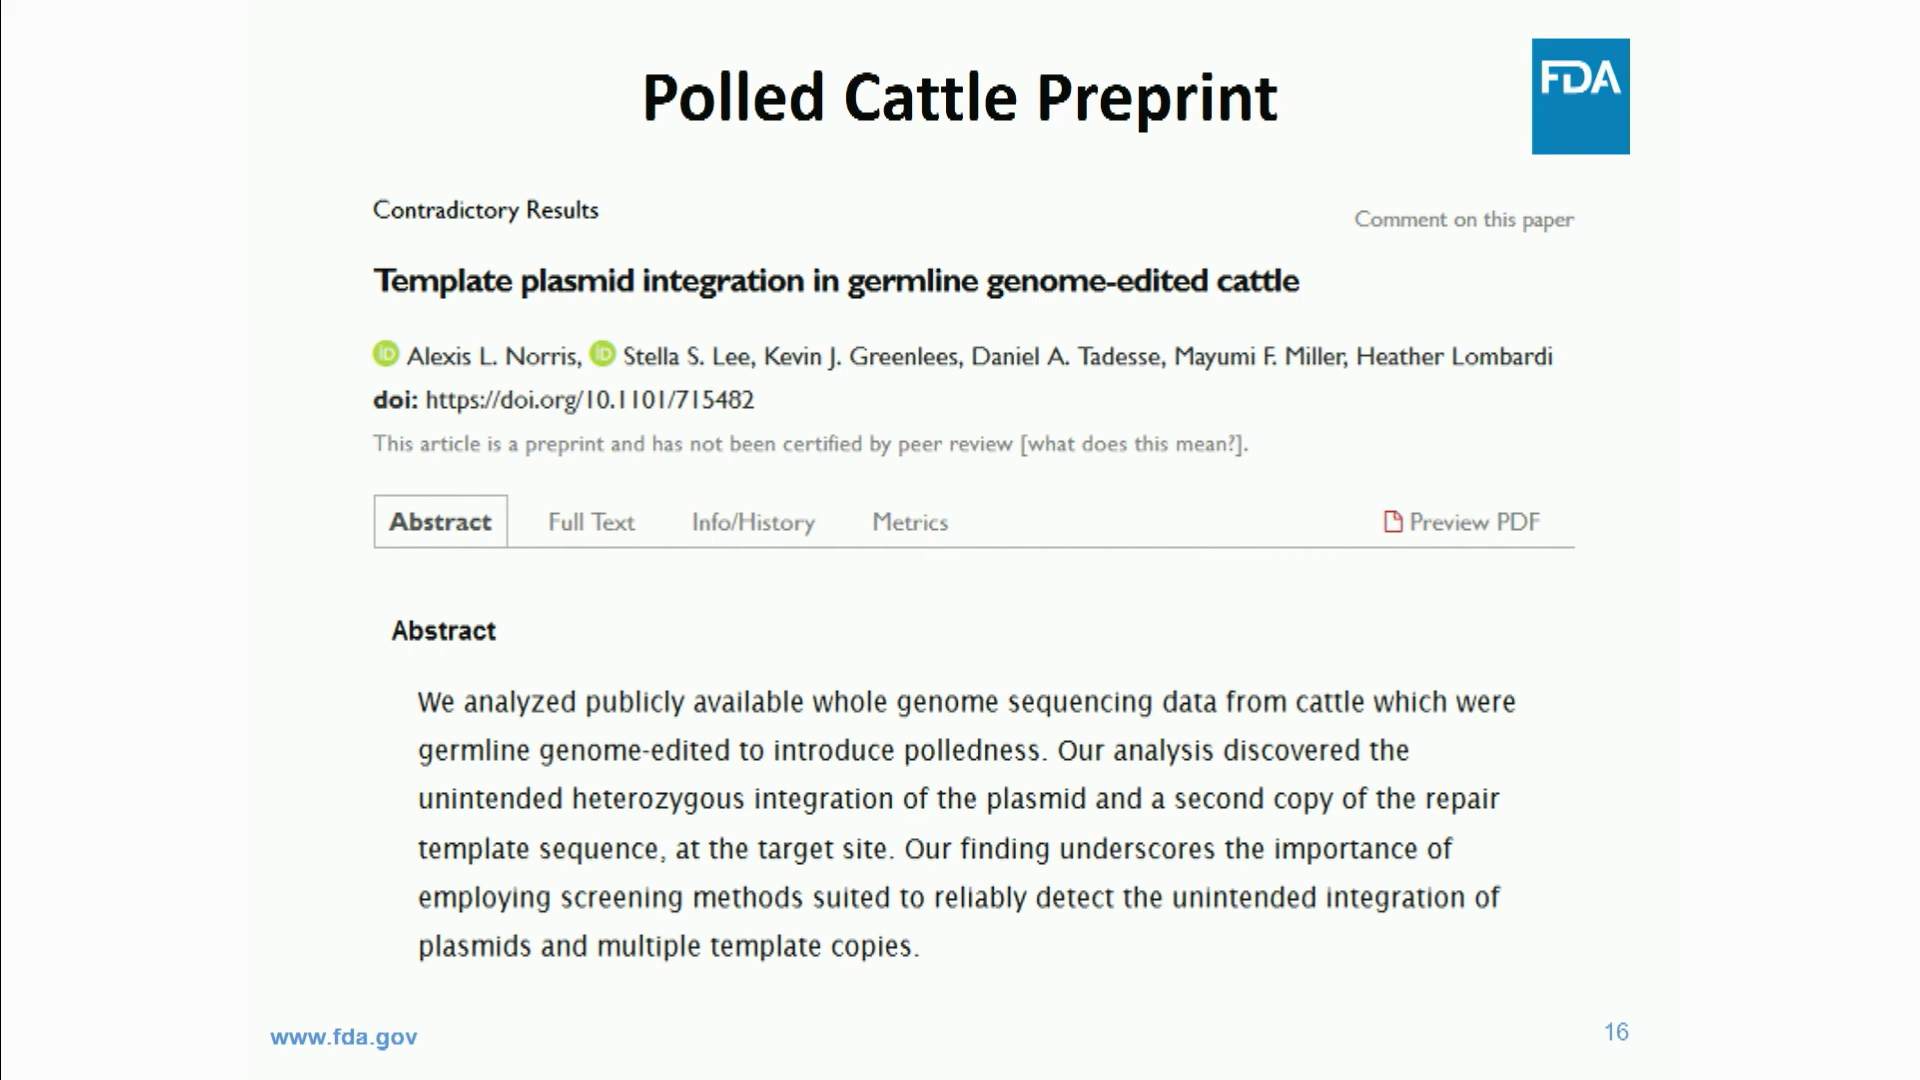 Polled Cattle Preprint
FDA
Contradictory Results
Comment on this paper
Template plasmid integration in germline genome-edited cattle
iD Alexis L. Norris, iD Stella S. Lee, Kevin J. Greenlees, Daniel A. Tadesse, Mayumi F. Miller, Heather Lombardi
doi: https://doi.org/10.1101/715482
This article is a preprint and has not been certified by peer review [what does this mean?].
Abstract Full Text Info/History Metrics Preview PDF
Abstract
We analyzed publicly available whole genome sequencing data from cattle which were
germline genome-edited to introduce polledness. Our analysis discovered the
unintended heterozygous integration of the plasmid and a second copy of the repair
template sequence, at the target site. Our finding underscores the importance of
employing screening methods suited to reliably detect the unintended integration of
plasmids and multiple template copies.
www.fda.gov
16